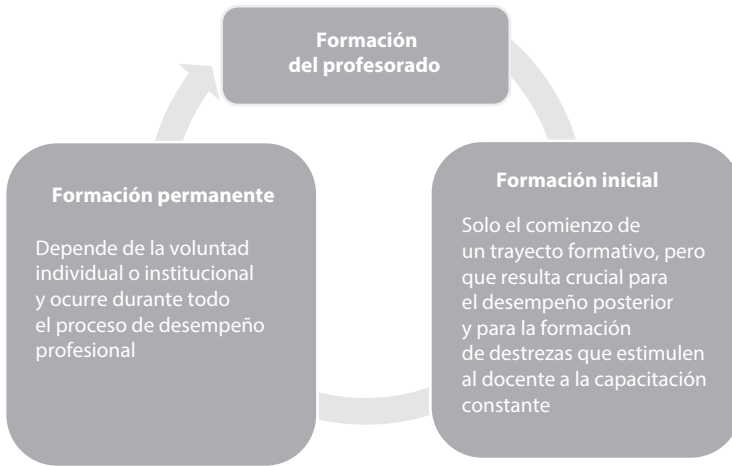 Formación
del profesorado
Formación permanente
Depende de la voluntad
individual o institucional
y ocurre durante todo
el proceso de desempeño
profesional
Formación inicial
Solo el comienzo de
un trayecto formativo, pero
que resulta crucial para
el desempeño posterior
y para la formación
de destrezas que estimulen
al docente a la capacitación
constante